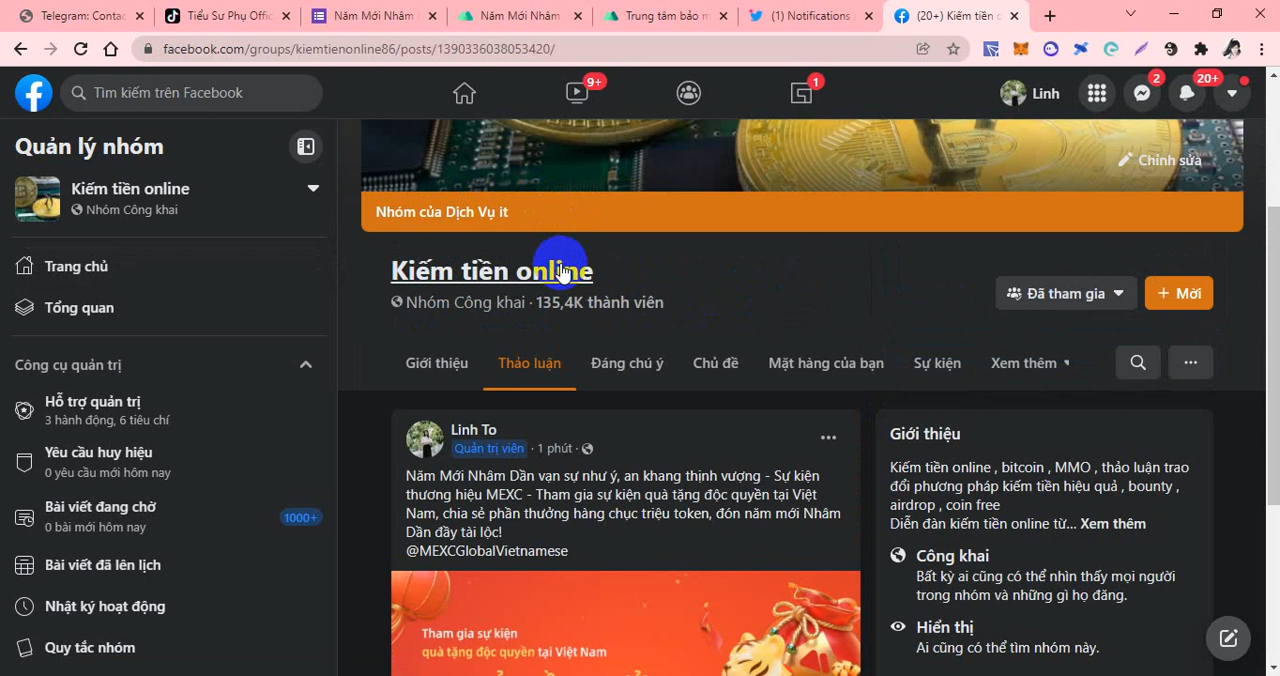 Telegram: Contac
Tiểu Sư Phụ Offic
Năm Mới Nhâm
Năm Mới Nhâm
Trung tâm bảo m
(1) Notifications
(20+) Kiếm tiền o
facebook.com/groups/kiemtienonline86/posts/1390336038053420/
Tìm kiếm trên Facebook
9+
1
Linh
2
20+
Quản lý nhóm
Kiếm tiền online
Nhóm Công khai
Trang chủ
Tổng quan
Công cụ quản trị
Hỗ trợ quản trị
3 hành động, 6 tiêu chí
Yêu cầu huy hiệu
0 yêu cầu mới hôm nay
Bài viết đang chờ
0 bài mới hôm nay
1000+
Bài viết đã lên lịch
Nhật ký hoạt động
Quy tắc nhóm
Chỉnh sửa
Nhóm của Dịch Vụ it
Kiếm tiền online
Nhóm Công khai · 135,4K thành viên
Đã tham gia
+ Mời
Giới thiệu
Thảo luận
Đáng chú ý
Chủ đề
Mặt hàng của bạn
Sự kiện
Xem thêm
Linh To
Quản trị viên · 1 phút ·
Năm Mới Nhâm Dần vạn sự như ý, an khang thịnh vượng - Sự kiện
thương hiệu MEXC - Tham gia sự kiện quà tặng độc quyền tại Việt
Nam, chia sẻ phần thưởng hàng chục triệu token, đón năm mới Nhâm
Dần đầy tài lộc!
@MEXCGlobalVietnamese
Tham gia sự kiện
quà tặng độc quyền tại Việt Nam
Giới thiệu
Kiếm tiền online , bitcoin , MMO , thảo luận trao
đổi phương pháp kiếm tiền hiệu quả , bounty ,
airdrop , coin free
Diễn đàn kiếm tiền online từ... Xem thêm
Công khai
Bất kỳ ai cũng có thể nhìn thấy mọi người
trong nhóm và những gì họ đăng.
Hiển thị
Ai cũng có thể tìm nhóm này.